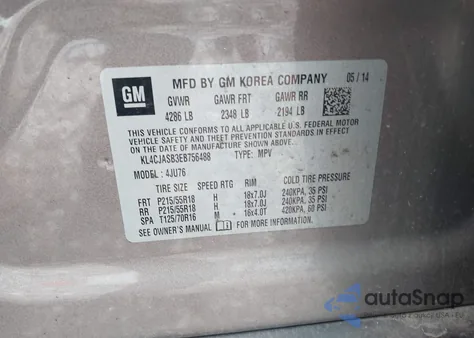 GM
MFD BY GM KOREA COMPANY 05/14
GVWR GAWR FRT GAWR RR
4286 LB 2348 LB 2194 LB
THIS VEHICLE CONFORMS TO ALL APPLICABLE U.S. FEDERAL MOTOR
VEHICLE SAFETY AND THEFT PREVENTION STANDARDS IN EFFECT ON THE
DATE OF MANUFACTURE SHOWN ABOVE.
KL4CJASB3EB756488 TYPE: MPV
MODEL: 4JU76
TIRE SIZE SPEED RTG RIM COLD TIRE PRESSURE
FRT P215/55R18 H 18x7.0J 240KPA, 35 PSI
RR P215/55R18 H 18x7.0J 240KPA, 35 PSI
SPA T125/70R16 M 16x4.0T 420KPA, 60 PSI
SEE OWNER'S MANUAL FOR MORE INFORMATION.
autoSnap